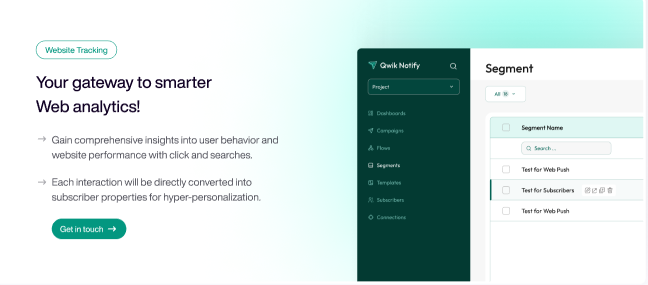 Website Tracking
Your gateway to smarter
Web analytics!
→ Gain comprehensive insights into user behavior and
website performance with click and searches.
→ Each interaction will be directly converted into
subscriber properties for hyper-personalization.
Get in touch →
Qwik Notify
Project
Dashboards
Campaigns
Flows
Segments
Templates
Subscribers
Connections
Segment
All 16
Segment Name
Search ...
Test for Web Push
Test for Subscribers
Test for Web Push